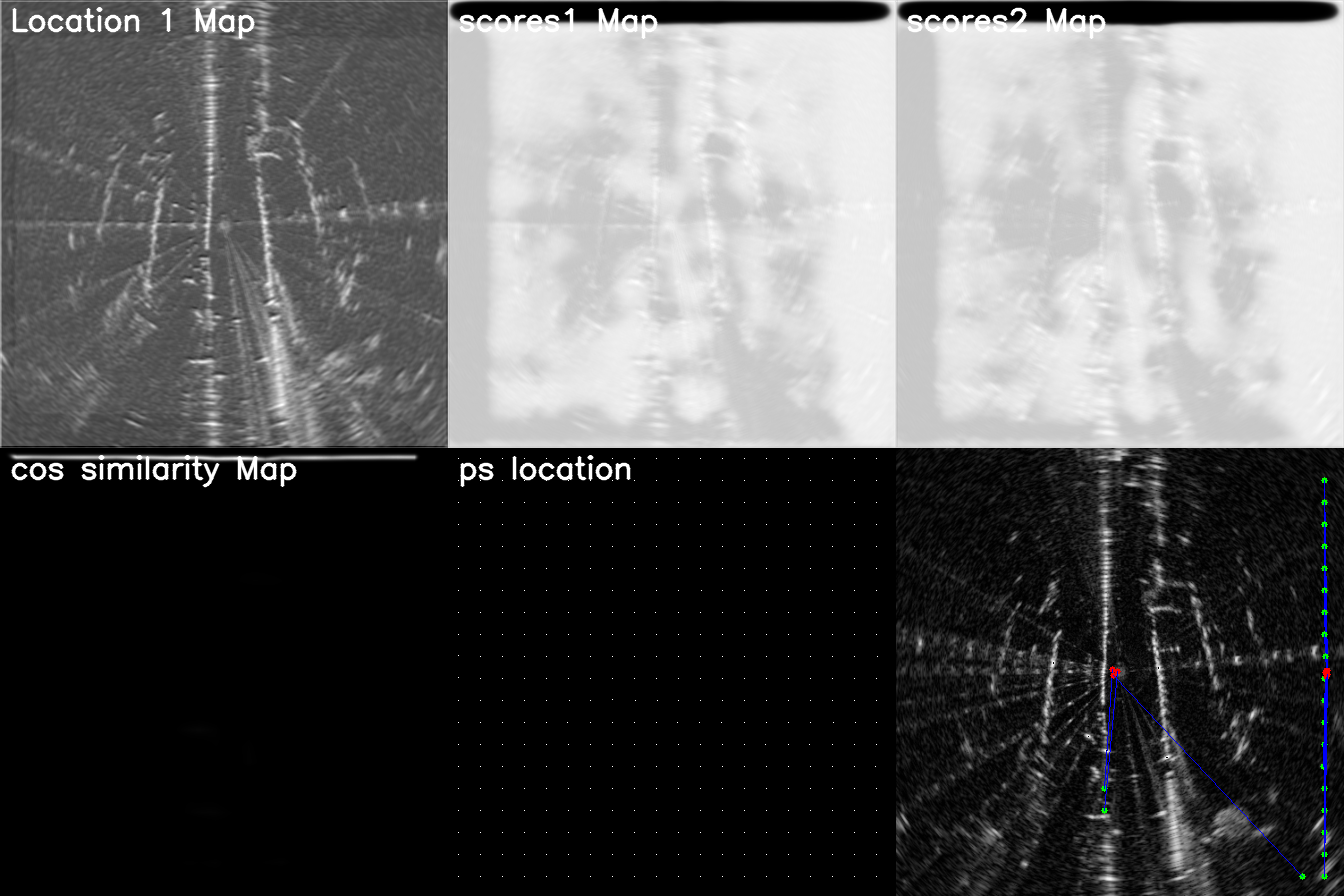 Location 1 Map
scores1 Map
scores2 Map
cos similarity Map
ps location